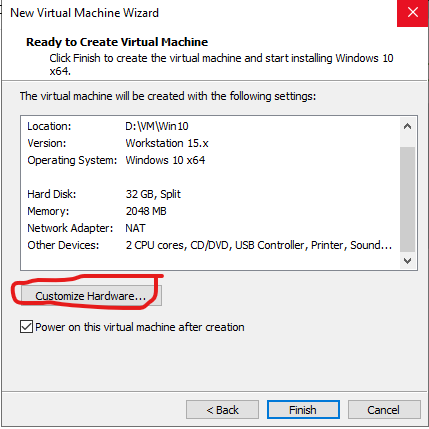 New Virtual Machine Wizard
Ready to Create Virtual Machine
Click Finish to create the virtual machine and start installing Windows 10
x64.
The virtual machine will be created with the following settings:
Location: D:\VM\Win10
Version: Workstation 15.x
Operating System: Windows 10 x64
Hard Disk: 32 GB, Split
Memory: 2048 MB
Network Adapter: NAT
Other Devices: 2 CPU cores, CD/DVD, USB Controller, Printer, Sound...
Customize Hardware...
Power on this virtual machine after creation
< Back Finish Cancel